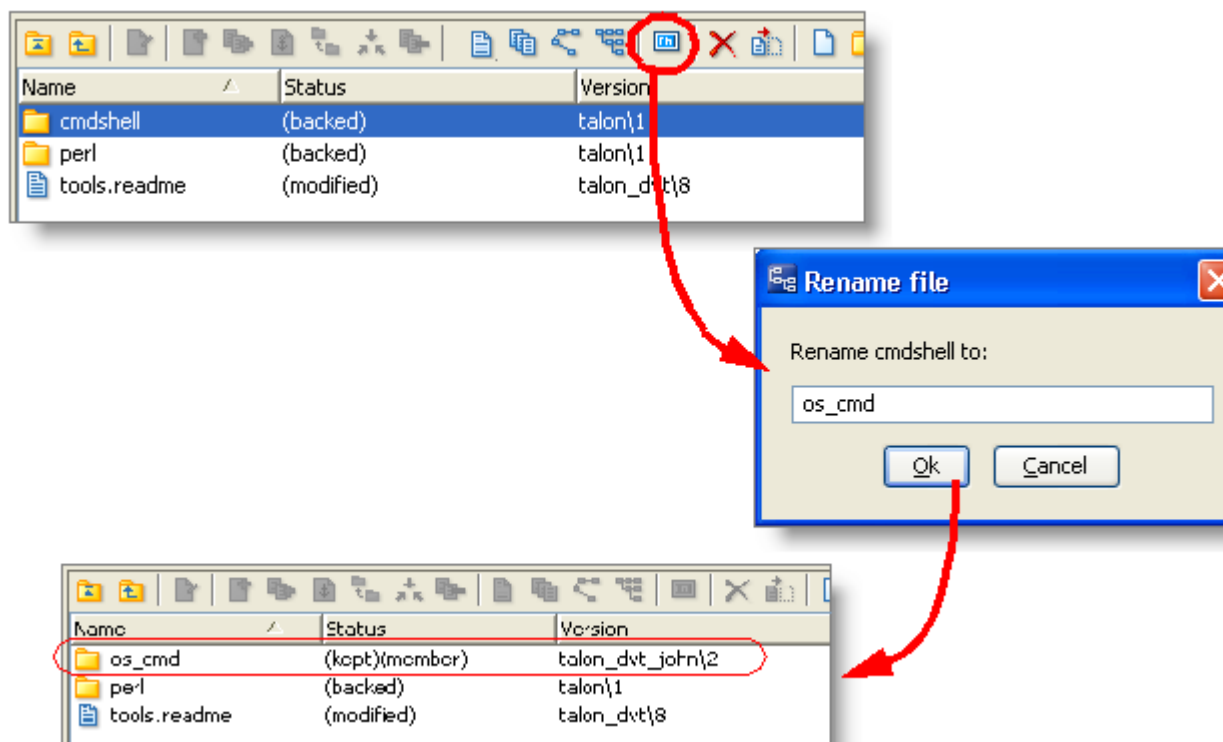 Name Status Version
cmdshell (backed) talon\1
perl (backed) talon\1
tools.readme (modified) talon_dvt\8
Rename file
Rename cmdshell to:
os_cmd
Ok Cancel
Name Status Version
os_cmd (kept)(member) talon_dvt_john\2
perl (backed) talon\1
tools.readme (modified) talon_dvt\8